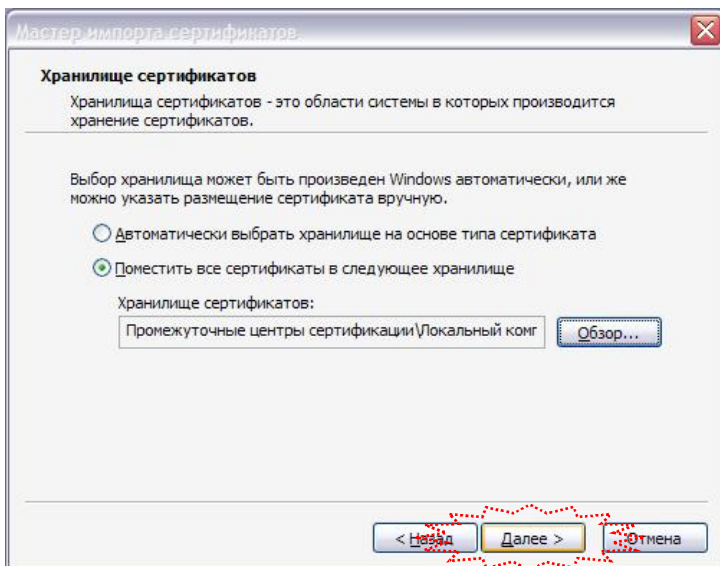 Мастер импорта сертификатов
Хранилище сертификатов
Хранилища сертификатов - это области системы в которых производится
хранение сертификатов.
Выбор хранилища может быть произведен Windows автоматически, или же
можно указать размещение сертификата вручную.
Автоматически выбрать хранилище на основе типа сертификата
Поместить все сертификаты в следующее хранилище
Хранилище сертификатов:
Промежуточные центры сертификации\Локальный комг
Обзор...
< Назад
Далее >
Отмена